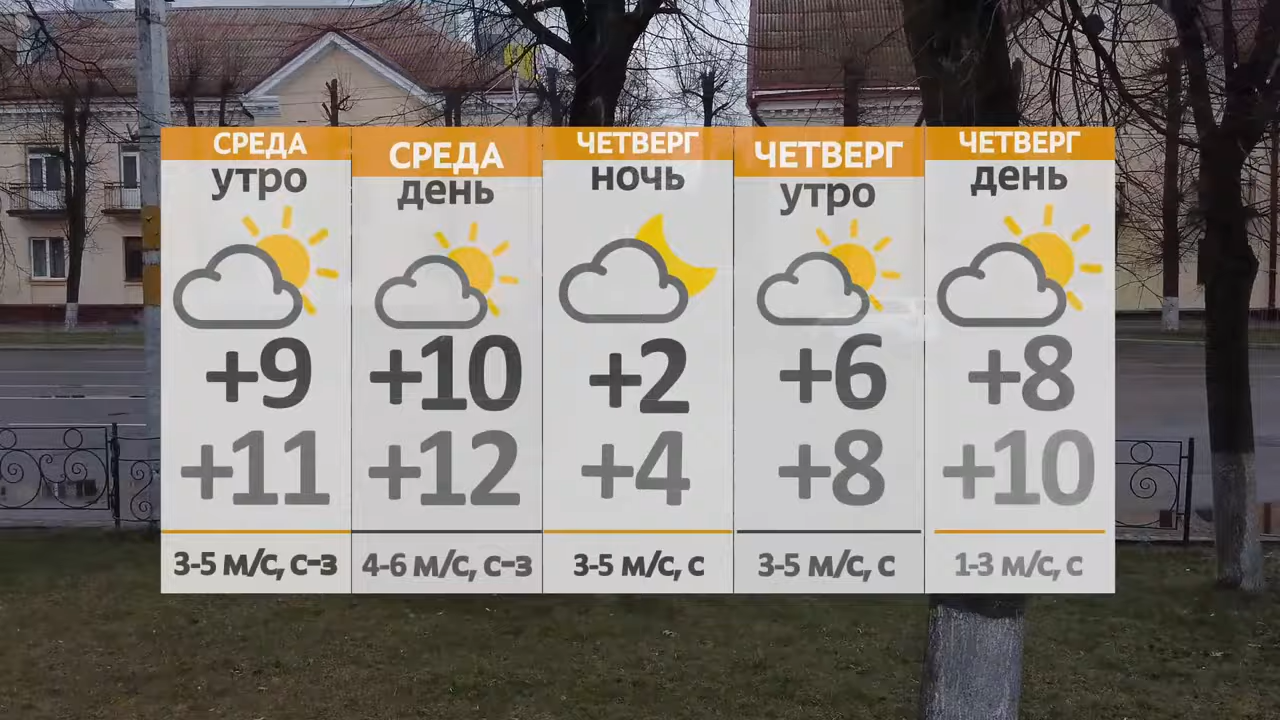 СРЕДА
утро
+9
+11
3-5 м/с, с-з
СРЕДА
день
+10
+12
4-6 м/с, с-з
ЧЕТВЕРГ
ночь
+2
+4
3-5 м/с, с
ЧЕТВЕРГ
утро
+6
+8
3-5 м/с, с
ЧЕТВЕРГ
день
+8
+10
1-3 м/с, с